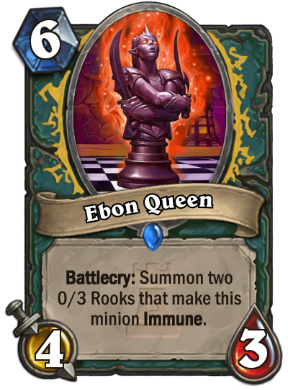 6
Ebon Queen
Battlecry: Summon two
0/3 Rooks that make this
minion Immune.
4 3